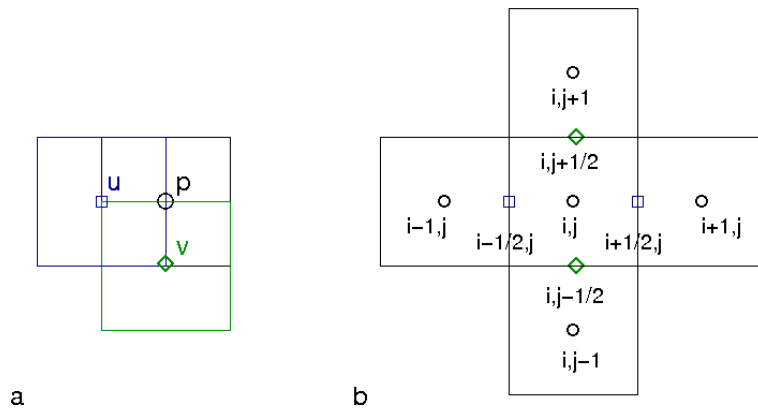 u
p
v
a
i,j+1
i,j+1/2
i-1,j
i-1/2,j
i,j
i+1/2,j
i+1,j
i,j-1/2
i,j-1
b